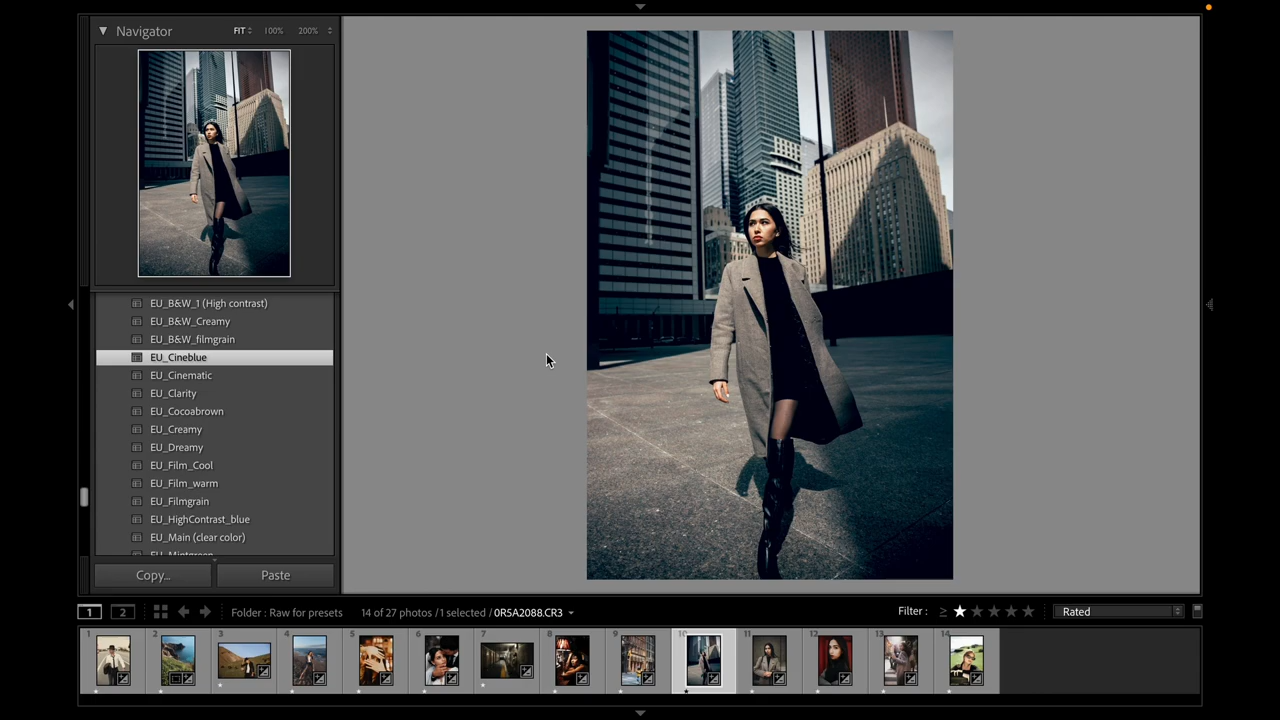 Navigator
FIT
100%
200%
EU_B&W_1 (High contrast)
EU_B&W_Creamy
EU_B&W_filmgrain
EU_Cineblue
EU_Cinematic
EU_Clarity
EU_Cocoabrown
EU_Creamy
EU_Dreamy
EU_Film_Cool
EU_Film_warm
EU_Filmgrain
EU_HighContrast_blue
EU_Main (clear color)
EU_Mintgreen
Copy...
Paste
1
2
Folder : Raw for presets
14 of 27 photos / 1 selected / 0R5A2088.CR3
Filter :
≥
Rated
1
2
3
4
5
6
7
8
9
10
11
12
13
14